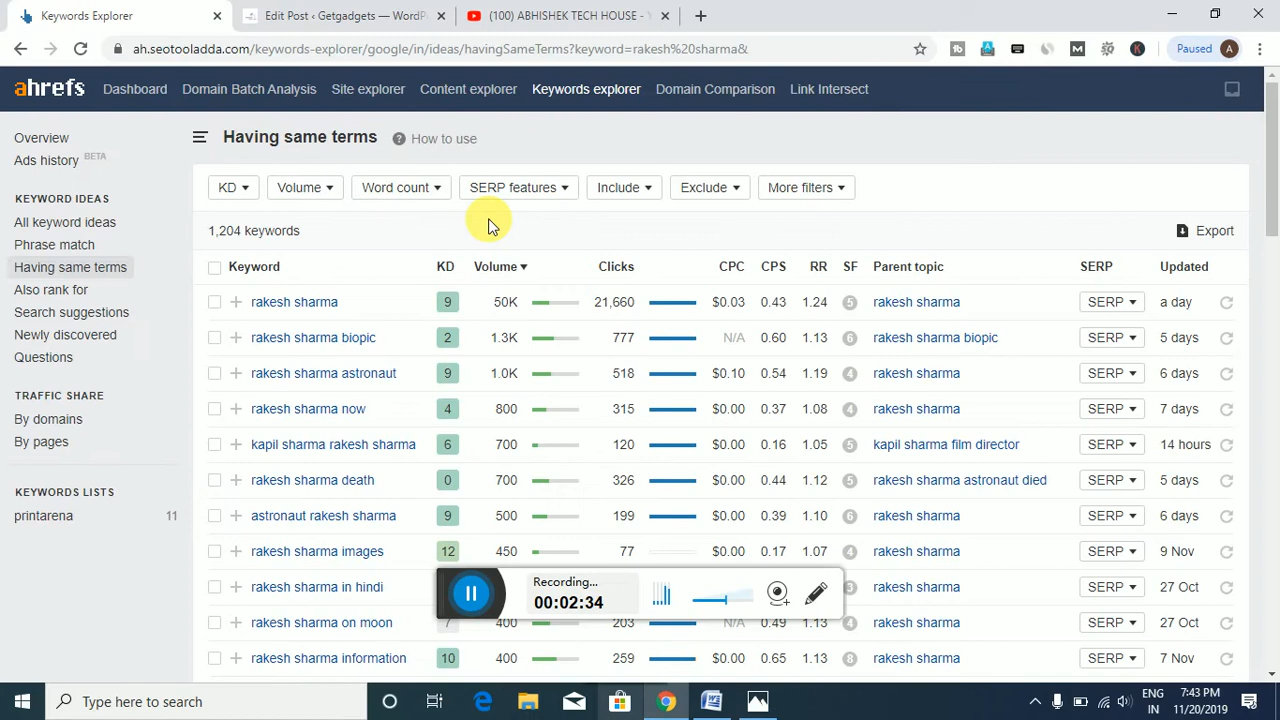 Keywords Explorer
Edit Post ‹ Getgadgets — WordP
(100) ABHISHEK TECH HOUSE - Y
ah.seotooladda.com/keywords-explorer/google/in/ideas/havingSameTerms?keyword=rakesh%20sharma&
Paused A
ahrefs Dashboard Domain Batch Analysis Site explorer Content explorer Keywords explorer Domain Comparison Link Intersect
Overview
Ads history BETA
KEYWORD IDEAS
All keyword ideas
Phrase match
Having same terms
Also rank for
Search suggestions
Newly discovered
Questions
TRAFFIC SHARE
By domains
By pages
KEYWORDS LISTS
printarena 11
Having same terms ? How to use
KD Volume Word count SERP features Include Exclude More filters
1,204 keywords Export
Keyword KD Volume Clicks CPC CPS RR SF Parent topic SERP Updated
rakesh sharma 9 50K 21,660 $0.03 0.43 1.24 5 rakesh sharma SERP a day
rakesh sharma biopic 2 1.3K 777 N/A 0.60 1.13 6 rakesh sharma biopic SERP 5 days
rakesh sharma astronaut 9 1.0K 518 $0.10 0.54 1.19 4 rakesh sharma SERP 6 days
rakesh sharma now 4 800 315 $0.00 0.37 1.08 4 rakesh sharma SERP 7 days
kapil sharma rakesh sharma 6 700 120 $0.00 0.16 1.05 5 kapil sharma film director SERP 14 hours
rakesh sharma death 0 700 326 $0.00 0.44 1.12 5 rakesh sharma astronaut died SERP 5 days
astronaut rakesh sharma 9 500 199 $0.00 0.39 1.10 6 rakesh sharma SERP 6 days
rakesh sharma images 12 450 77 $0.00 0.17 1.07 4 rakesh sharma SERP 9 Nov
rakesh sharma in hindi 3 rakesh sharma SERP 27 Oct
rakesh sharma on moon 7 400 203 N/A 0.49 1.13 4 rakesh sharma SERP 27 Oct
rakesh sharma information 10 400 259 $0.00 0.65 1.13 8 rakesh sharma SERP 7 Nov
Recording...
00:02:34
Type here to search
ENG
IN
7:43 PM
11/20/2019